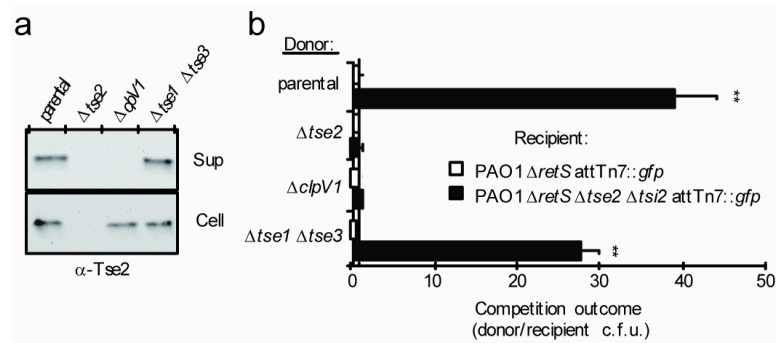 a
parental
Δtse2
ΔclpV1
Δtse1 Δtse3
Sup
Cell
α-Tse2
b
Donor:
parental
**
Δtse2
Recipient:
PAO1 ΔretS attTn7::gfp
ΔclpV1
PAO1 ΔretS Δtse2 Δtsi2 attTn7::gfp
Δtse1 Δtse3
**
0 10 20 30 40 50
Competition outcome
(donor/recipient c.f.u.)